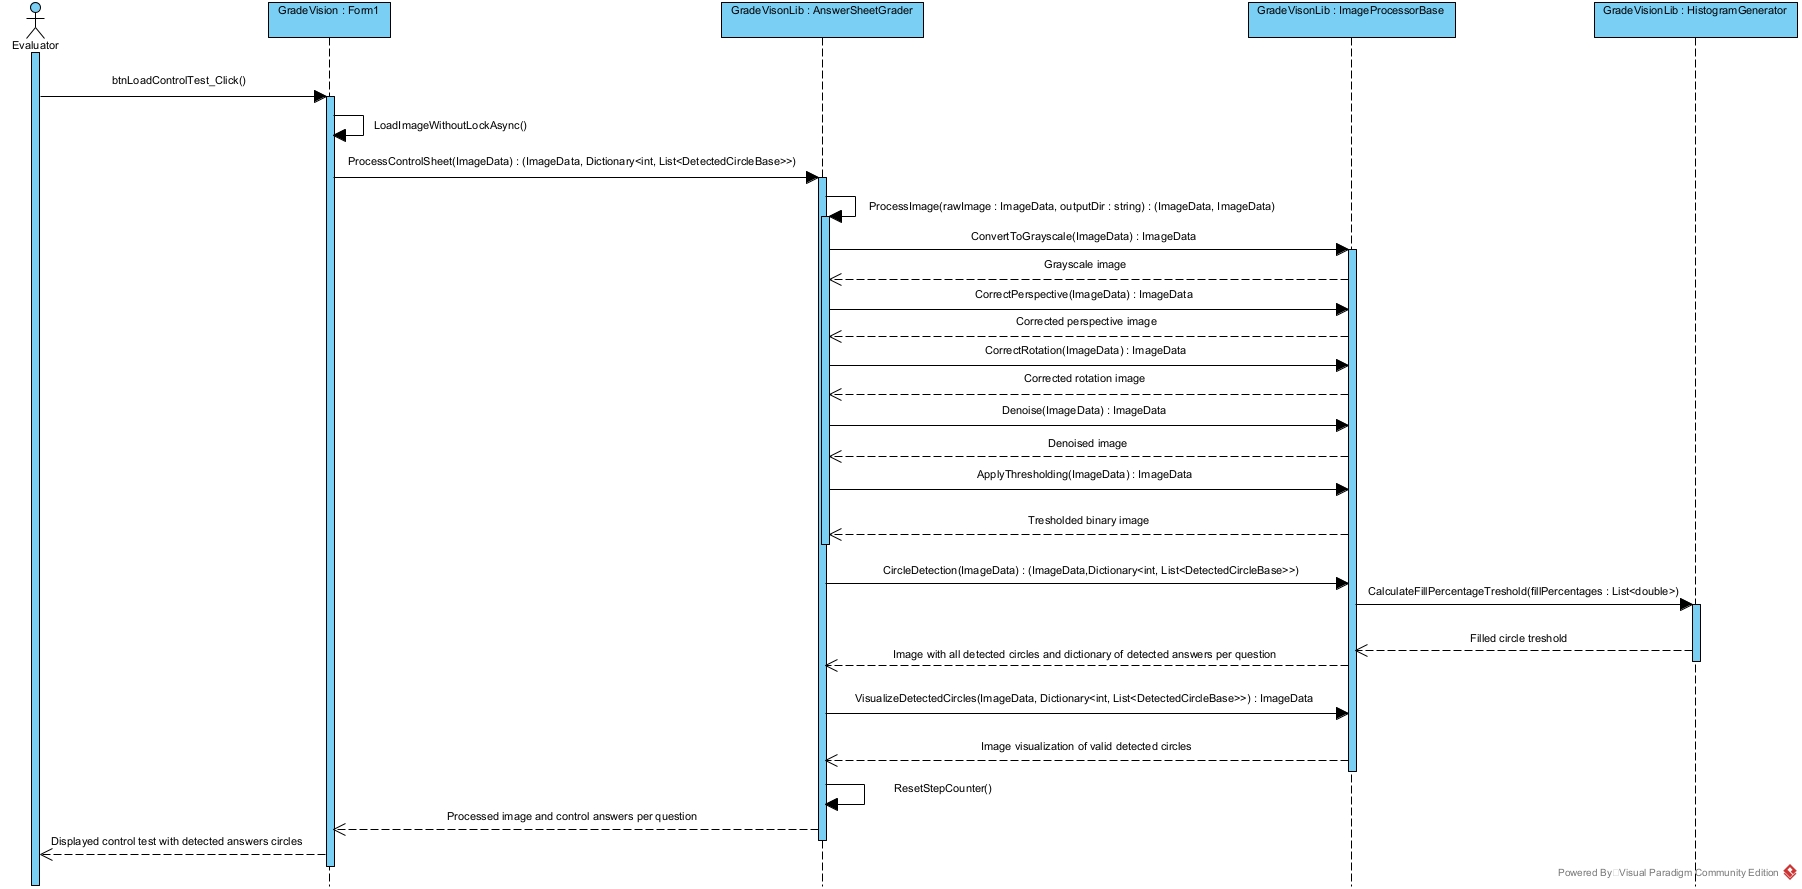 GradeVision : Form1
GradeVisonLib : AnswerSheetGrader
GradeVisonLib : ImageProcessorBase
GradeVisionLib : HistogramGenerator
Evaluator
btnLoadControlTest_Click()
LoadImageWithoutLockAsync()
ProcessControlSheet(ImageData) : (ImageData, Dictionary<int, List<DetectedCircleBase>>)
ProcessImage(rawImage : ImageData, outputDir : string) : (ImageData, ImageData)
ConvertToGrayscale(ImageData) : ImageData
Grayscale image
CorrectPerspective(ImageData) : ImageData
Corrected perspective image
CorrectRotation(ImageData) : ImageData
Corrected rotation image
Denoise(ImageData) : ImageData
Denoised image
ApplyThresholding(ImageData) : ImageData
Tresholded binary image
CircleDetection(ImageData) : (ImageData,Dictionary<int, List<DetectedCircleBase>>)
CalculateFillPercentageTreshold(fillPercentages : List<double>)
Filled circle treshold
Image with all detected circles and dictionary of detected answers per question
VisualizeDetectedCircles(ImageData, Dictionary<int, List<DetectedCircleBase>>) : ImageData
Image visualization of valid detected circles
ResetStepCounter()
Processed image and control answers per question
Displayed control test with detected answers circles
Powered By Visual Paradigm Community Edition